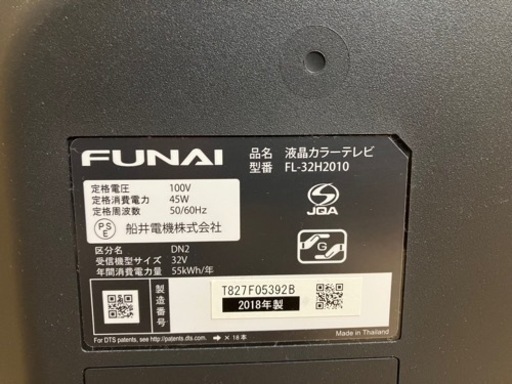 FUNAI
品名 液晶カラーテレビ
型番 FL-32H2010
定格電圧 100V
定格消費電力 45W
定格周波数 50/60Hz
PS
E
船井電機株式会社
JQA
G
区分名 DN2
受信機型サイズ 32V
年間消費電力量 55kWh/年
製造番号
T827F05392B
2018年製
Made in Thailand
For DTS patents, see http://patents.dts.com.
× 18本